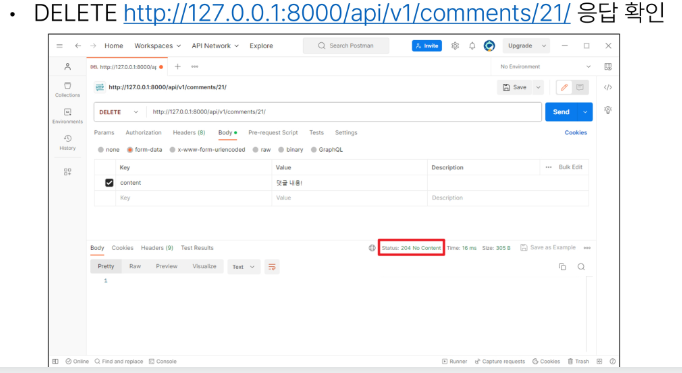 • DELETE http://127.0.0.1:8000/api/v1/comments/21/ 응답 확인
Home Workspaces API Network Explore Search Postman Invite Upgrade
DEL http://127.0.0.1:8000/ap + ••• No Environment
http://127.0.0.1:8000/api/v1/comments/21/ Save
Collections
DELETE http://127.0.0.1:8000/api/v1/comments/21/ Send
Environments
Params Authorization Headers (8) Body Pre-request Script Tests Settings Cookies
History
none form-data x-www-form-urlencoded raw binary GraphQL
Key Value Description ••• Bulk Edit
content 댓글 내용!
Key Value Description
Body Cookies Headers (9) Test Results Status: 204 No Content Time: 16 ms Size: 305 B Save as Example •••
Pretty Raw Preview Visualize Text
1
Online Find and replace Console Runner Capture requests Cookies Trash